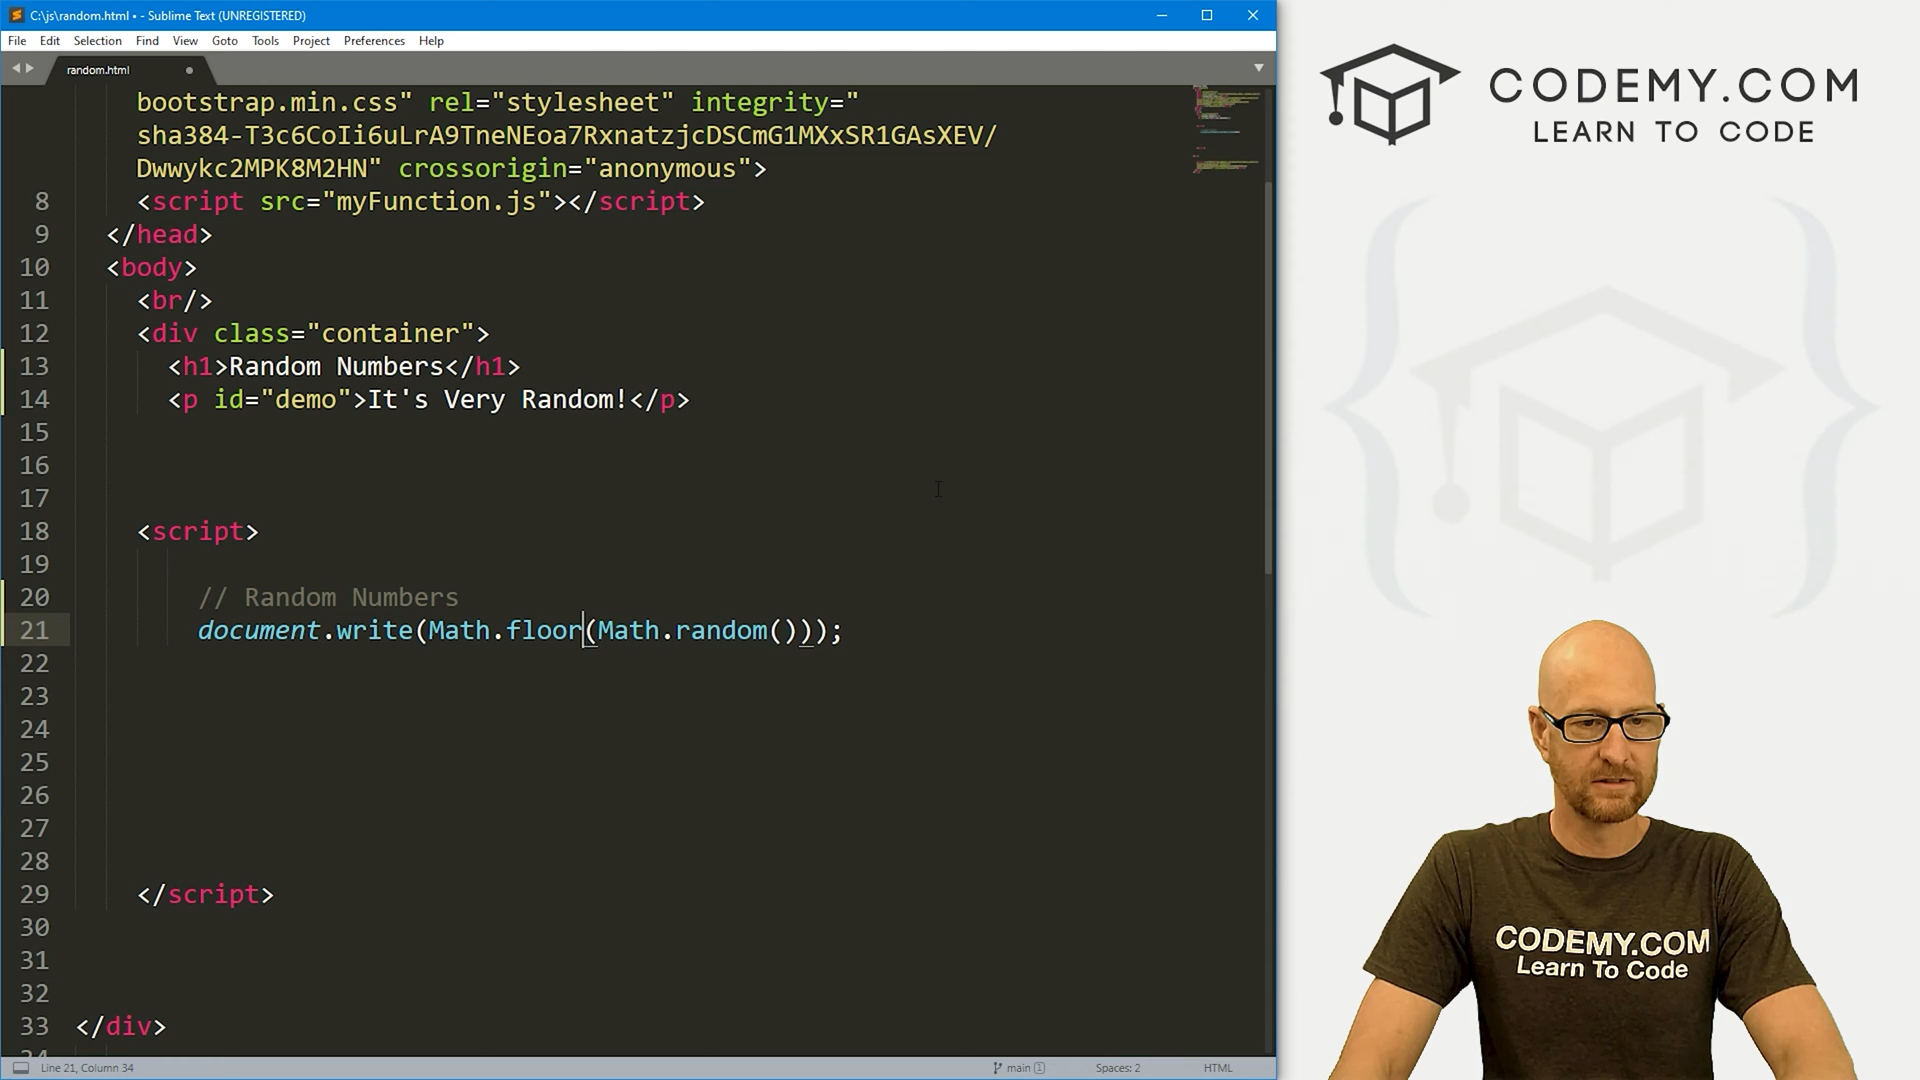 C:\js\random.html • - Sublime Text (UNREGISTERED)
File Edit Selection Find View Goto Tools Project Preferences Help
random.html
bootstrap.min.css" rel="stylesheet" integrity="
sha384-T3c6CoIi6uLrA9TneNEoa7RxnatzjcDSCmG1MXxSR1GAsXEV/
Dwwykc2MPK8M2HN" crossorigin="anonymous">
8 <script src="myFunction.js"></script>
9 </head>
10 <body>
11 <br/>
12 <div class="container">
13 <h1>Random Numbers</h1>
14 <p id="demo">It's Very Random!</p>
15
16
17
18 <script>
19
20 // Random Numbers
21 document.write(Math.floor(Math.random()));
22
23
24
25
26
27
28
29 </script>
30
31
32
33 </div>
34
Line 21, Column 34 main 1 Spaces: 2 HTML
CODEMY.COM
LEARN TO CODE
CODEMY.COM
Learn To Code